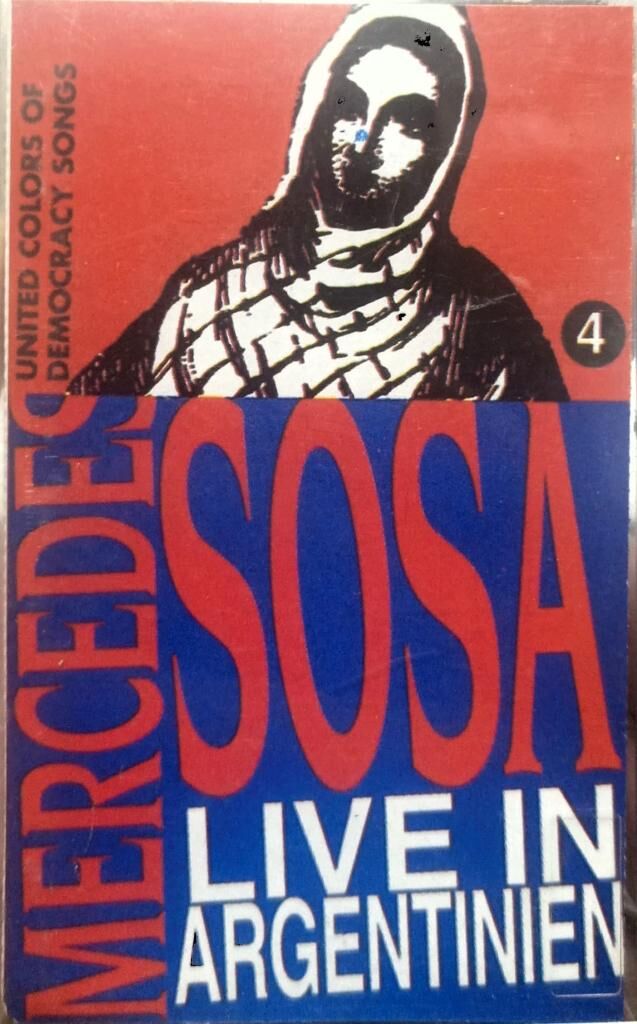 UNITED COLORS OF
DEMOCRACY SONGS
4
MERCEDES
SOSA
LIVE IN
ARGENTINIEN